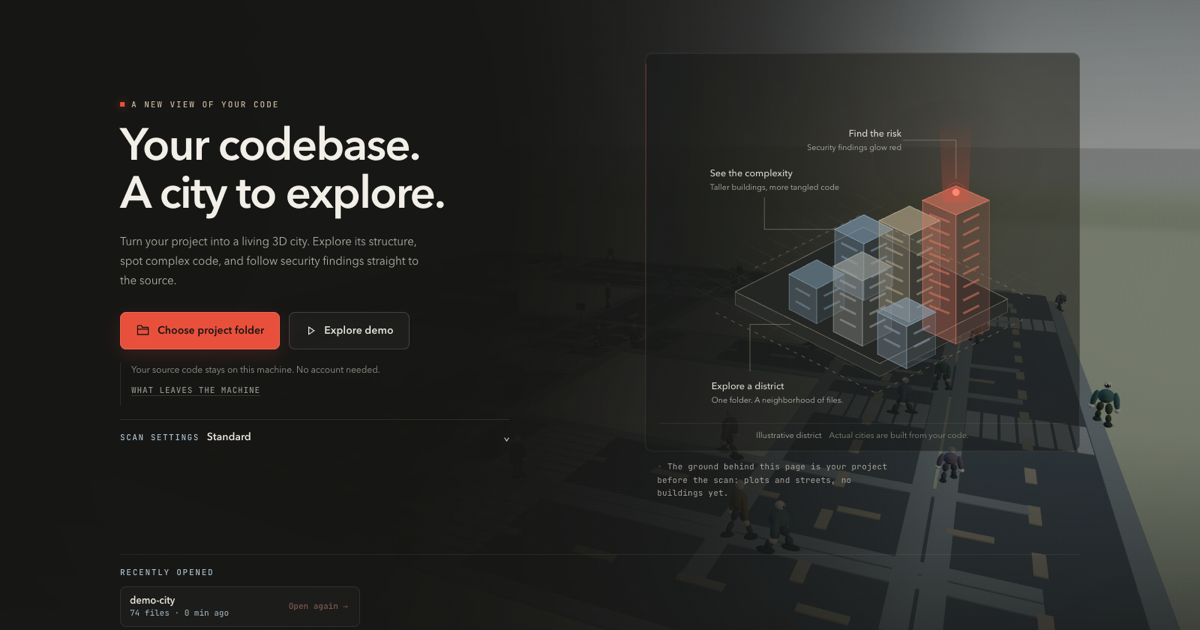 A NEW VIEW OF YOUR CODE
Your codebase.
A city to explore.
Turn your project into a living 3D city. Explore its structure,
spot complex code, and follow security findings straight to
the source.
Choose project folder
Explore demo
Your source code stays on this machine. No account needed.
WHAT LEAVES THE MACHINE
SCAN SETTINGS Standard
Find the risk
Security findings glow red
See the complexity
Taller buildings, more tangled code
Explore a district
One folder. A neighborhood of files.
Illustrative district Actual cities are built from your code.
The ground behind this page is your project
before the scan: plots and streets, no
buildings yet.
RECENTLY OPENED
demo-city
74 files · 0 min ago
Open again →